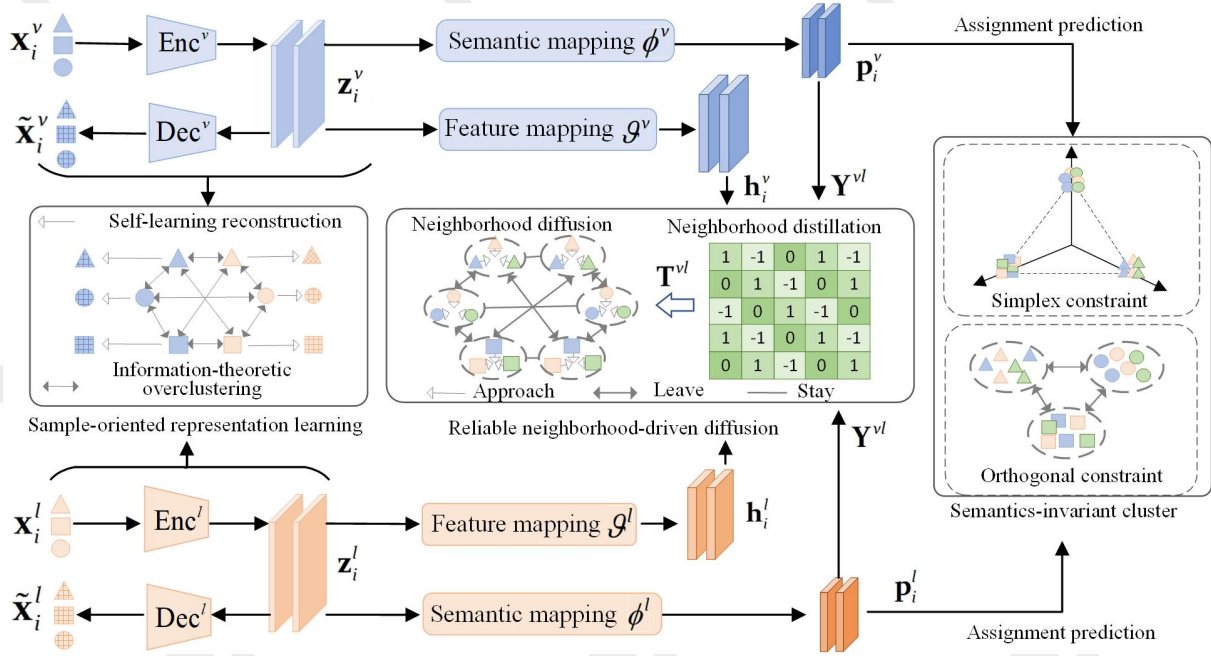 x_i^v
Enc^v
z_i^v
Semantic mapping ϕ^v
p_i^v
Assignment prediction
x̃_i^v
Dec^v
Feature mapping 𝒢^v
h_i^v
Y^{vl}
Self-learning reconstruction
Information-theoretic
overclustering
Sample-oriented representation learning
Neighborhood diffusion
Neighborhood distillation
T^{vl}
1 -1 0 1 -1
0 1 -1 0 1
-1 0 1 -1 0
1 -1 0 1 -1
0 1 -1 0 1
Approach
Leave
Stay
Reliable neighborhood-driven diffusion
Y^{vl}
Simplex constraint
Orthogonal constraint
Semantics-invariant cluster
x_i^l
Enc^l
z_i^l
Feature mapping 𝒢^l
h_i^l
x̃_i^l
Dec^l
Semantic mapping ϕ^l
p_i^l
Assignment prediction